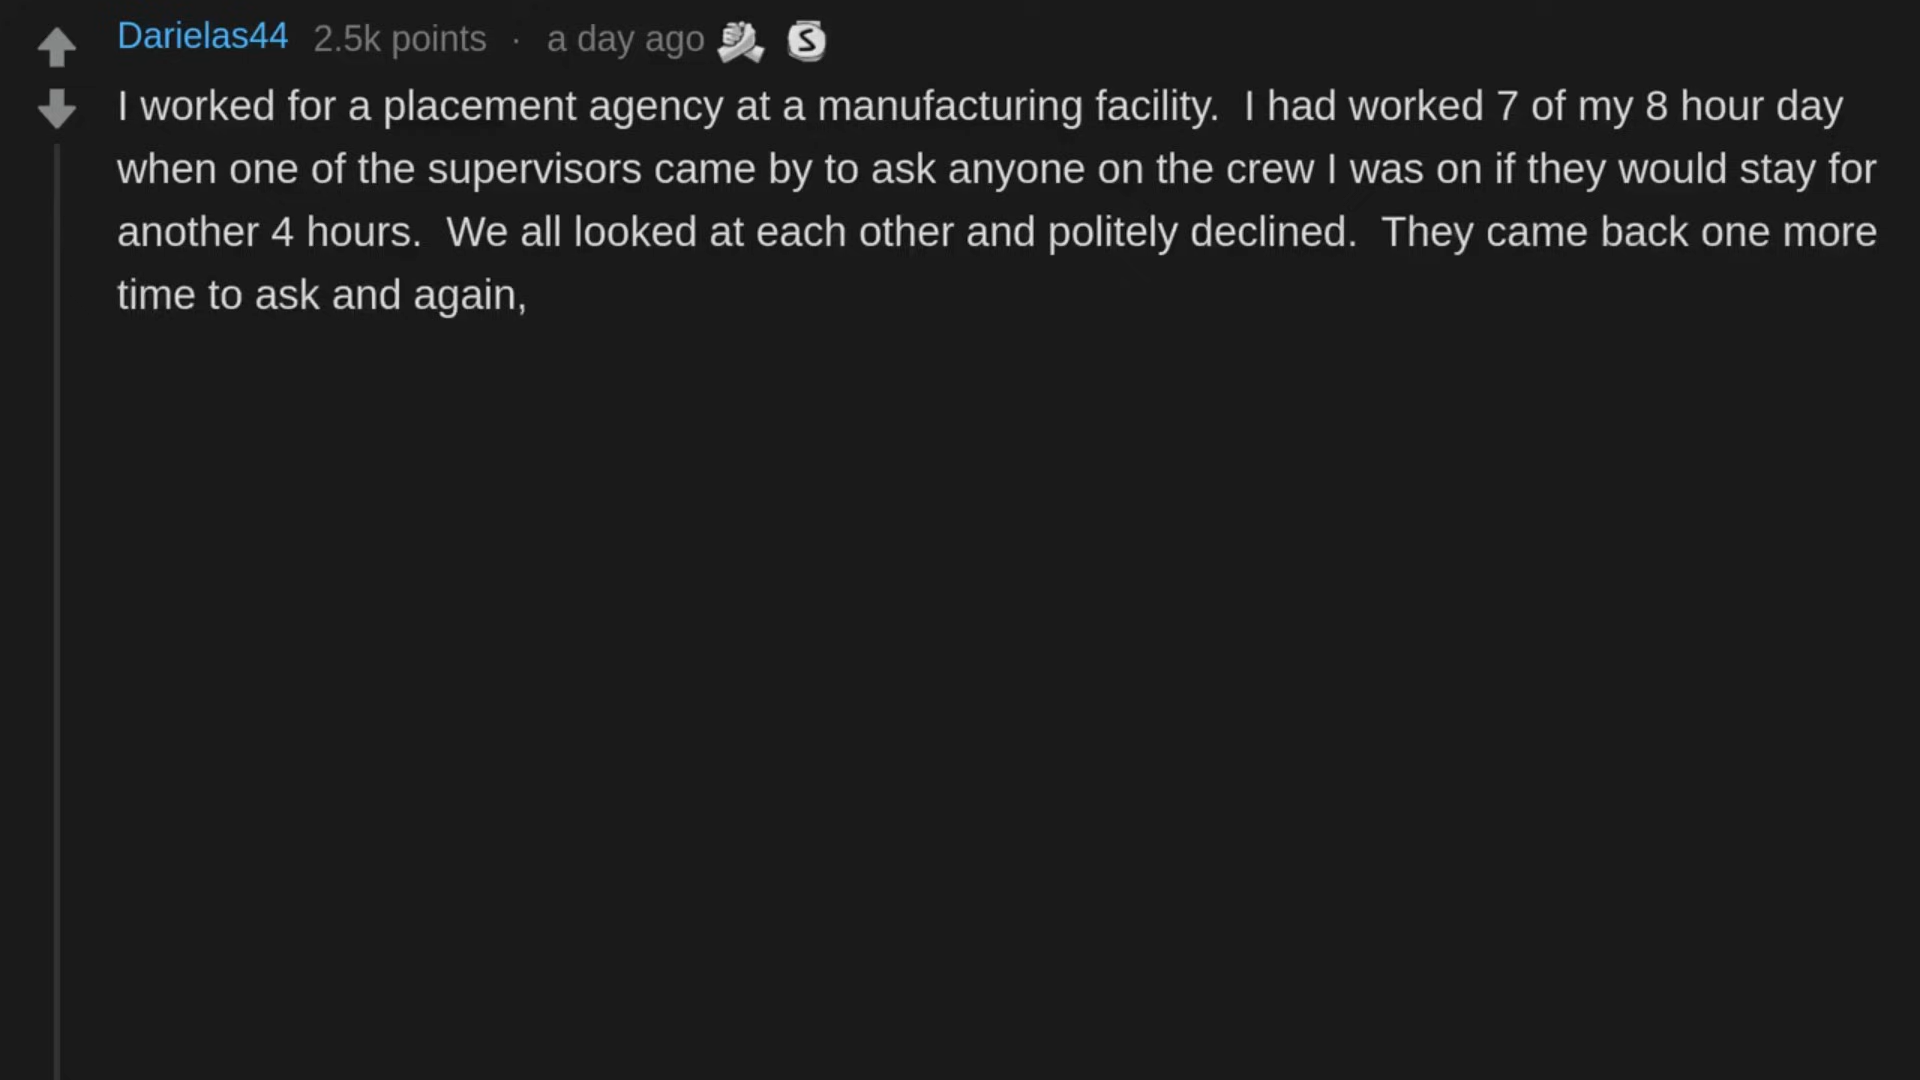 Darielas44 2.5k points · a day ago S
I worked for a placement agency at a manufacturing facility.  I had worked 7 of my 8 hour day
when one of the supervisors came by to ask anyone on the crew I was on if they would stay for
another 4 hours.  We all looked at each other and politely declined.  They came back one more
time to ask and again,